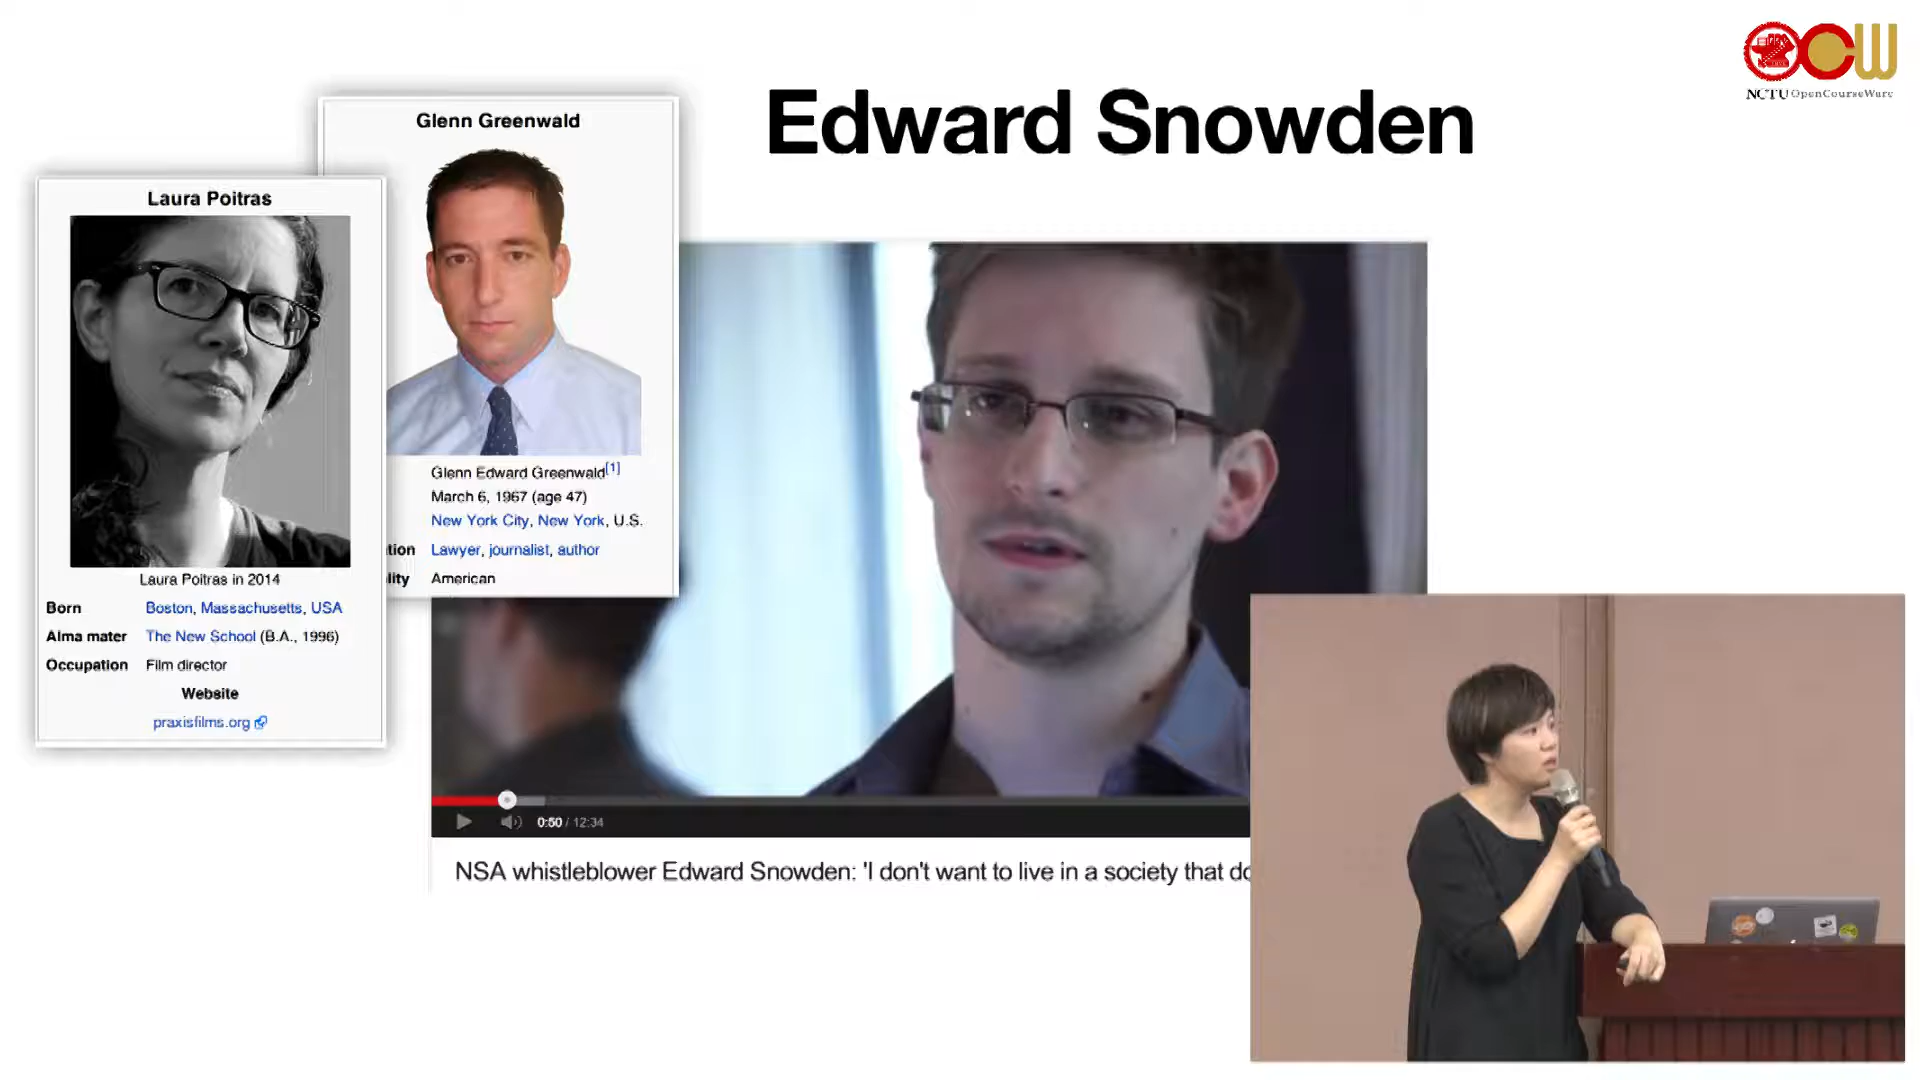 NCTU OpenCourseWare
Edward Snowden
Glenn Greenwald
Glenn Edward Greenwald[1]
March 6, 1967 (age 47)
New York City, New York, U.S.
tion Lawyer, journalist, author
lity American
Laura Poitras
Laura Poitras in 2014
Born Boston, Massachusetts, USA
Alma mater The New School (B.A., 1996)
Occupation Film director
Website
praxisfilms.org
0:50 / 12:34
NSA whistleblower Edward Snowden: 'I don't want to live in a society that do